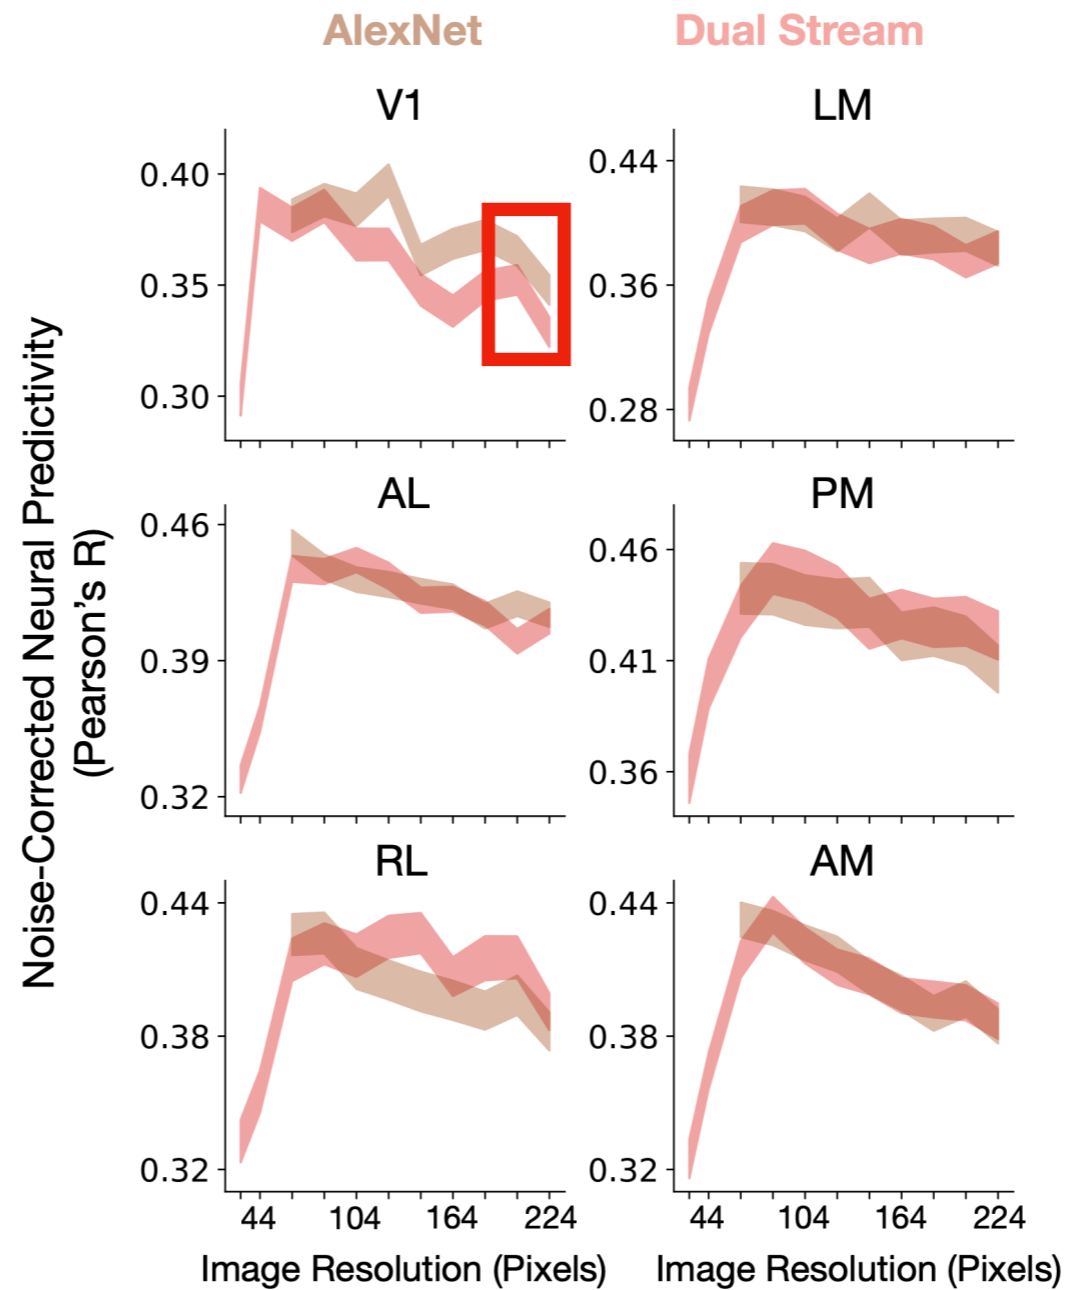 AlexNet Dual Stream
V1 LM
0.40
0.35
0.30
0.44
0.36
0.28
AL PM
0.46
0.39
0.32
0.46
0.41
0.36
RL AM
0.44
0.38
0.32
0.44
0.38
0.32
44 104 164 224
44 104 164 224
Image Resolution (Pixels) Image Resolution (Pixels)
Noise-Corrected Neural Predictivity
(Pearson’s R)